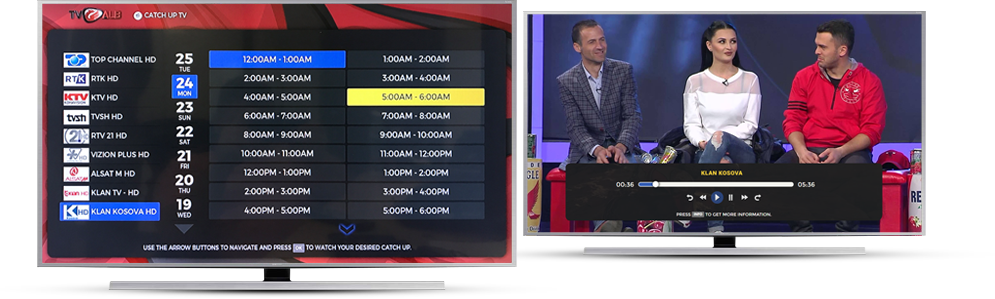 TVALB CATCH UP TV
TOP CHANNEL HD
RTK HD
KTV HD
TVSH HD
RTV 21 HD
VIZION PLUS HD
ALSAT M HD
KLAN TV - HD
KLAN KOSOVA HD
25
TUE
24
MON
23
SUN
22
SAT
21
FRI
20
THU
19
WED
12:00AM - 1:00AM 1:00AM - 2:00AM
2:00AM - 3:00AM 3:00AM - 4:00AM
4:00AM - 5:00AM 5:00AM - 6:00AM
6:00AM - 7:00AM 7:00AM - 8:00AM
8:00AM - 9:00AM 9:00AM - 10:00AM
10:00AM - 11:00AM 11:00AM - 12:00PM
12:00PM - 1:00PM 1:00PM - 2:00PM
2:00PM - 3:00PM 3:00PM - 4:00PM
4:00PM - 5:00PM 5:00PM - 6:00PM
USE THE ARROW BUTTONS TO NAVIGATE AND PRESS OK TO WATCH YOUR DESIRED CATCH UP.
KLAN KOSOVA
00:36 05:36
PRESS INFO TO GET MORE INFORMATION.